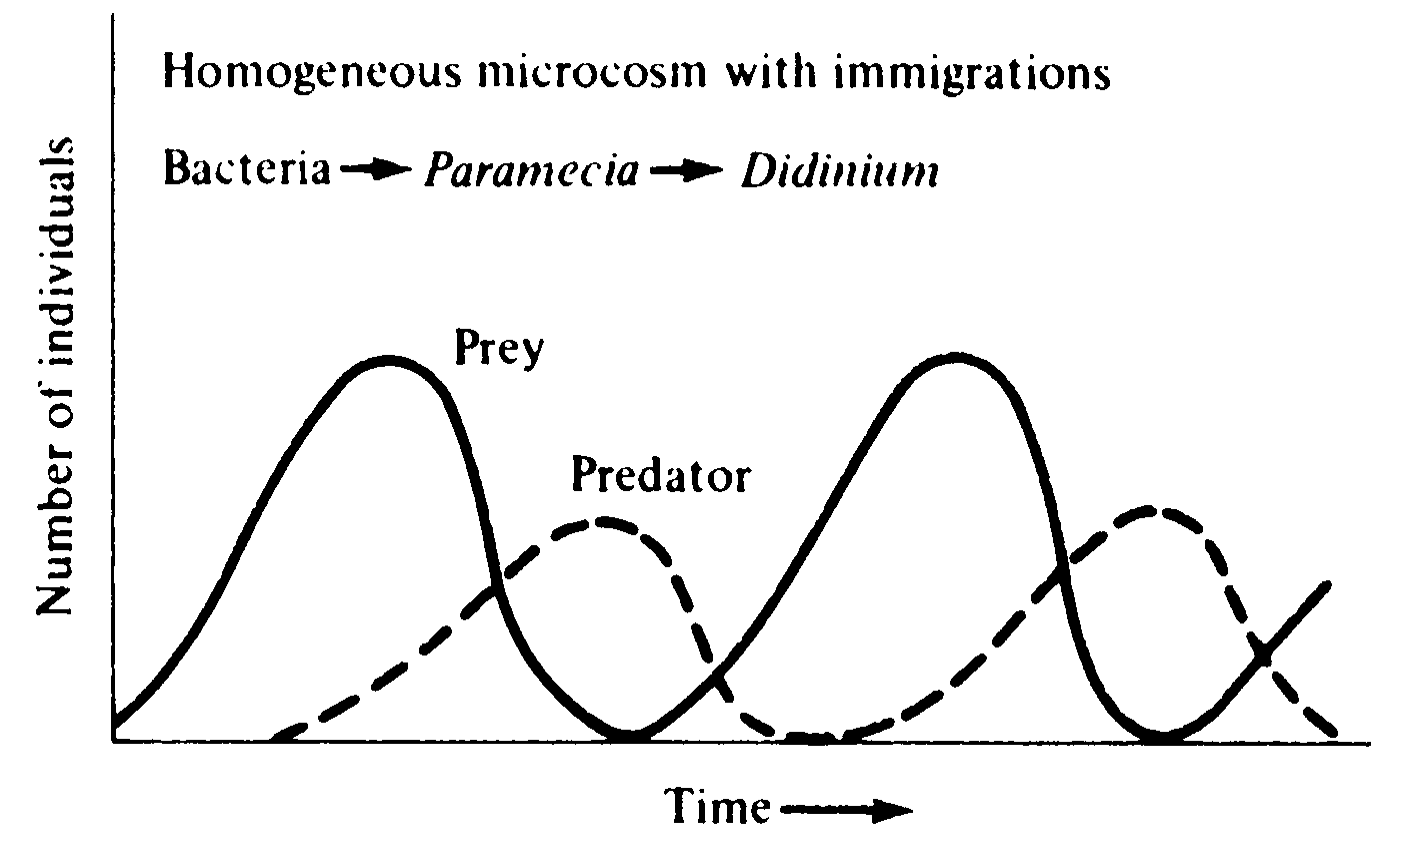 Homogeneous microcosm with immigrations
Bacteria → Paramecia → Didinium
Number of individuals
Prey
Predator
Time →